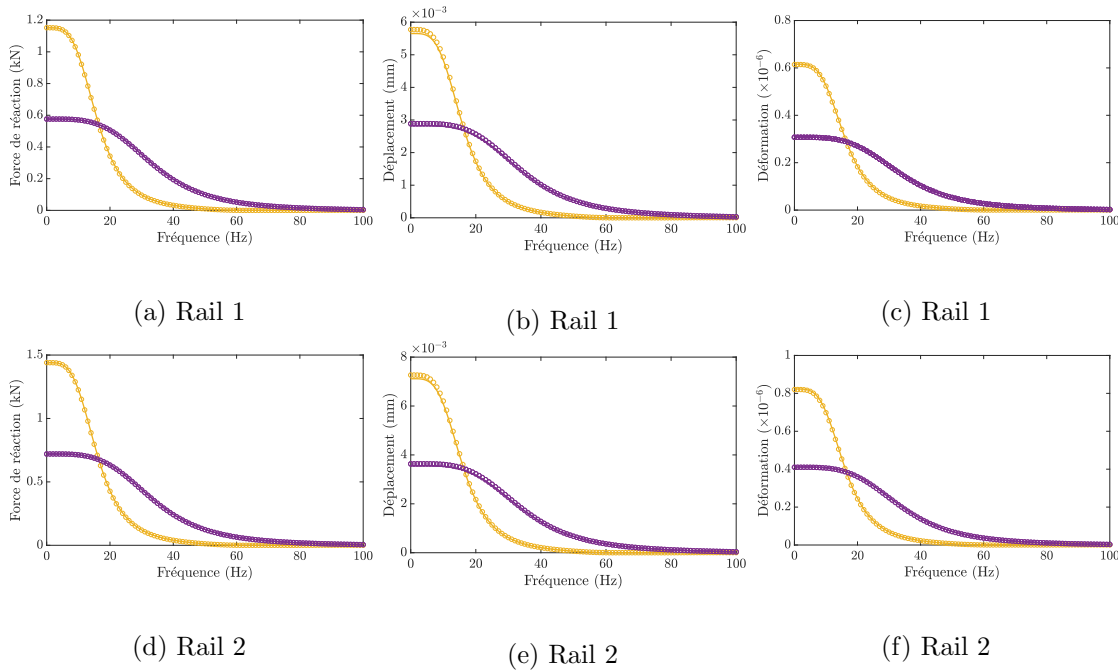 1.2
1
0.8
0.6
0.4
0.2
0
Force de réaction (kN)
0 20 40 60 80 100
Fréquence (Hz)
(a) Rail 1
×10⁻³
6
4
2
0
Déplacement (mm)
0 20 40 60 80 100
Fréquence (Hz)
(b) Rail 1
0.8
0.6
0.4
0.2
0
Déformation (×10⁻⁶)
0 20 40 60 80 100
Fréquence (Hz)
(c) Rail 1
1.5
1
0.5
0
Force de réaction (kN)
0 20 40 60 80 100
Fréquence (Hz)
(d) Rail 2
×10⁻³
8
6
4
2
0
Déplacement (mm)
0 20 40 60 80 100
Fréquence (Hz)
(e) Rail 2
1
0.8
0.6
0.4
0.2
0
Déformation (×10⁻⁶)
0 20 40 60 80 100
Fréquence (Hz)
(f) Rail 2